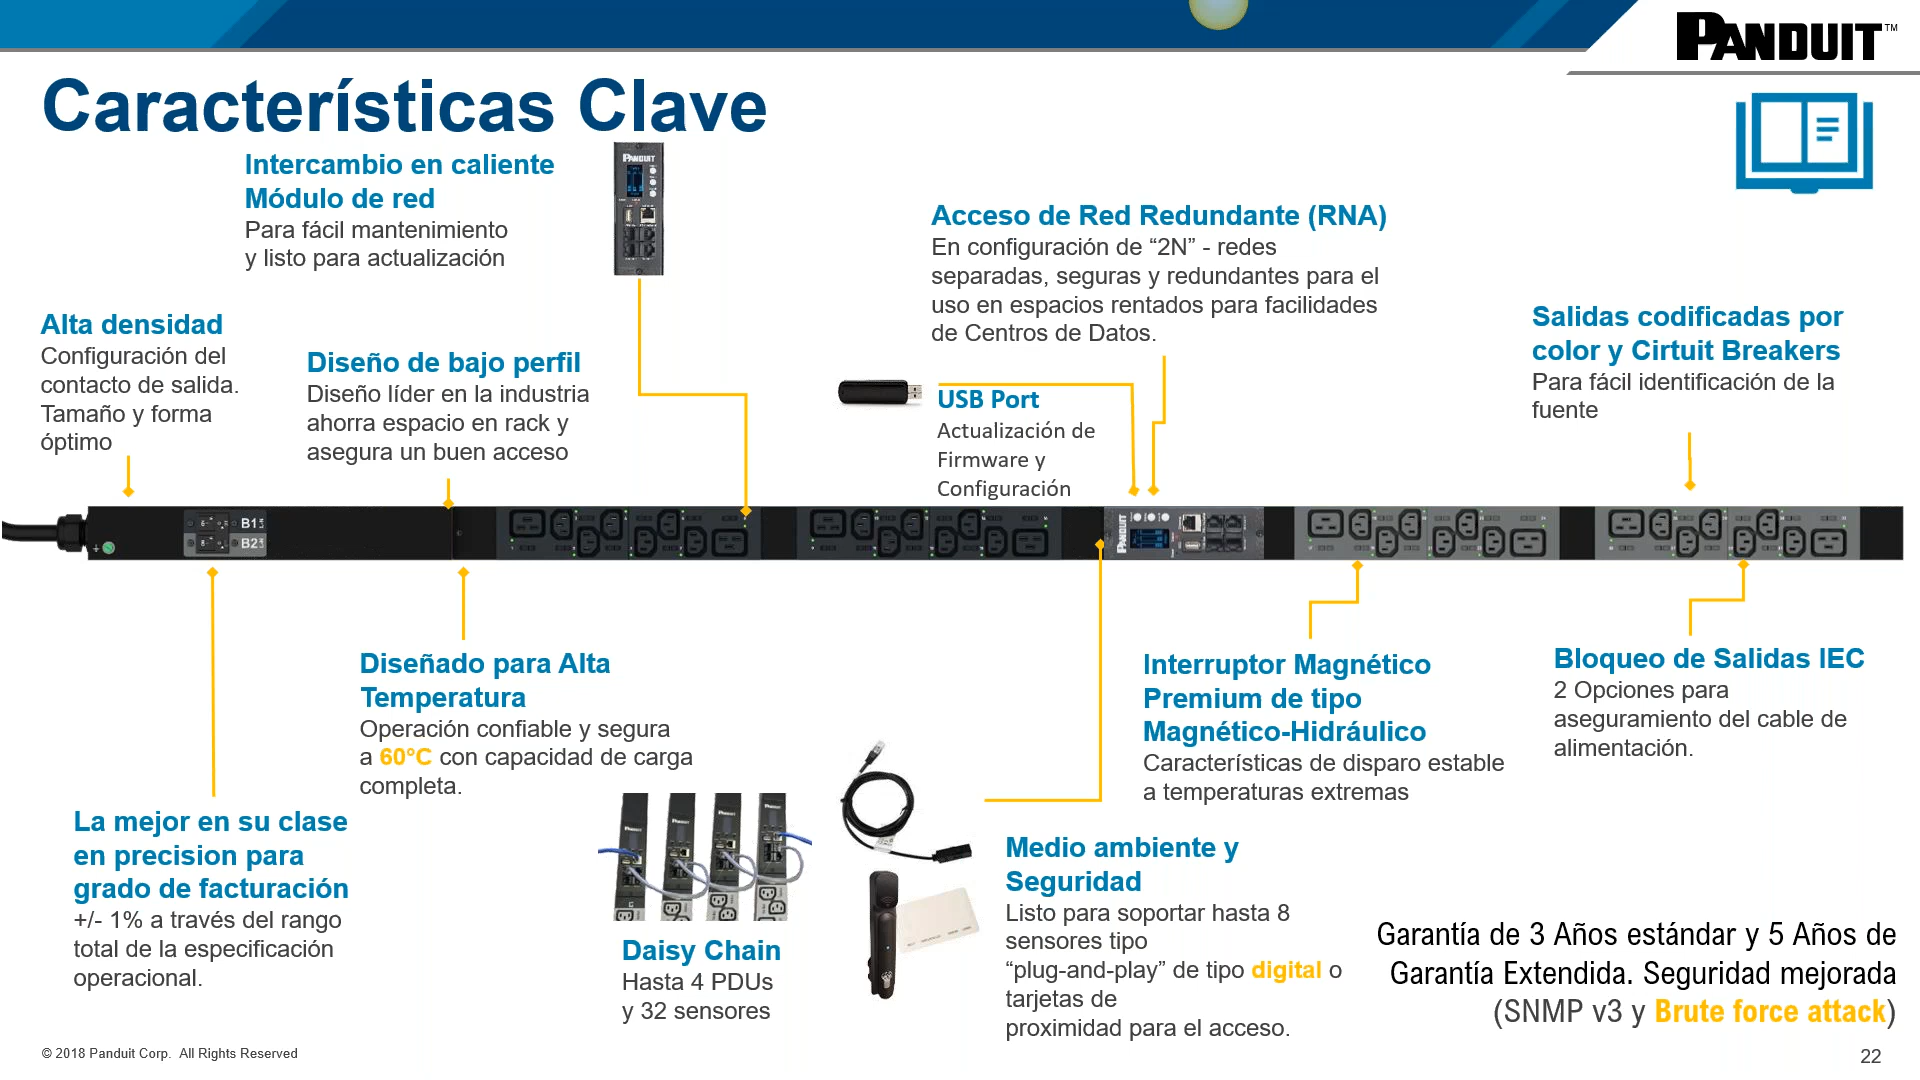 PANDUIT™
Características Clave
Intercambio en caliente
Módulo de red
Para fácil mantenimiento
y listo para actualización
PANDUIT
Acceso de Red Redundante (RNA)
En configuración de “2N” - redes
separadas, seguras y redundantes para el
uso en espacios rentados para facilidades
de Centros de Datos.
Alta densidad
Configuración del
contacto de salida.
Tamaño y forma
óptimo
Diseño de bajo perfil
Diseño líder en la industria
ahorra espacio en rack y
asegura un buen acceso
USB Port
Actualización de
Firmware y
Configuración
Salidas codificadas por
color y Cirtuit Breakers
Para fácil identificación de la
fuente
B1
B2
PANDUIT
Diseñado para Alta
Temperatura
Operación confiable y segura
a 60°C con capacidad de carga
completa.
Interruptor Magnético
Premium de tipo
Magnético-Hidráulico
Características de disparo estable
a temperaturas extremas
Bloqueo de Salidas IEC
2 Opciones para
aseguramiento del cable de
alimentación.
La mejor en su clase
en precision para
grado de facturación
+/- 1% a través del rango
total de la especificación
operacional.
Daisy Chain
Hasta 4 PDUs
y 32 sensores
Medio ambiente y
Seguridad
Listo para soportar hasta 8
sensores tipo
“plug-and-play” de tipo digital o
tarjetas de
proximidad para el acceso.
Garantía de 3 Años estándar y 5 Años de
Garantía Extendida. Seguridad mejorada
(SNMP v3 y Brute force attack)
© 2018 Panduit Corp. All Rights Reserved
22